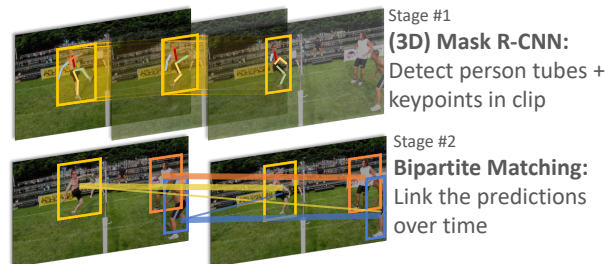 Stage #1
(3D) Mask R-CNN:
Detect person tubes +
keypoints in clip
Stage #2
Bipartite Matching:
Link the predictions
over time